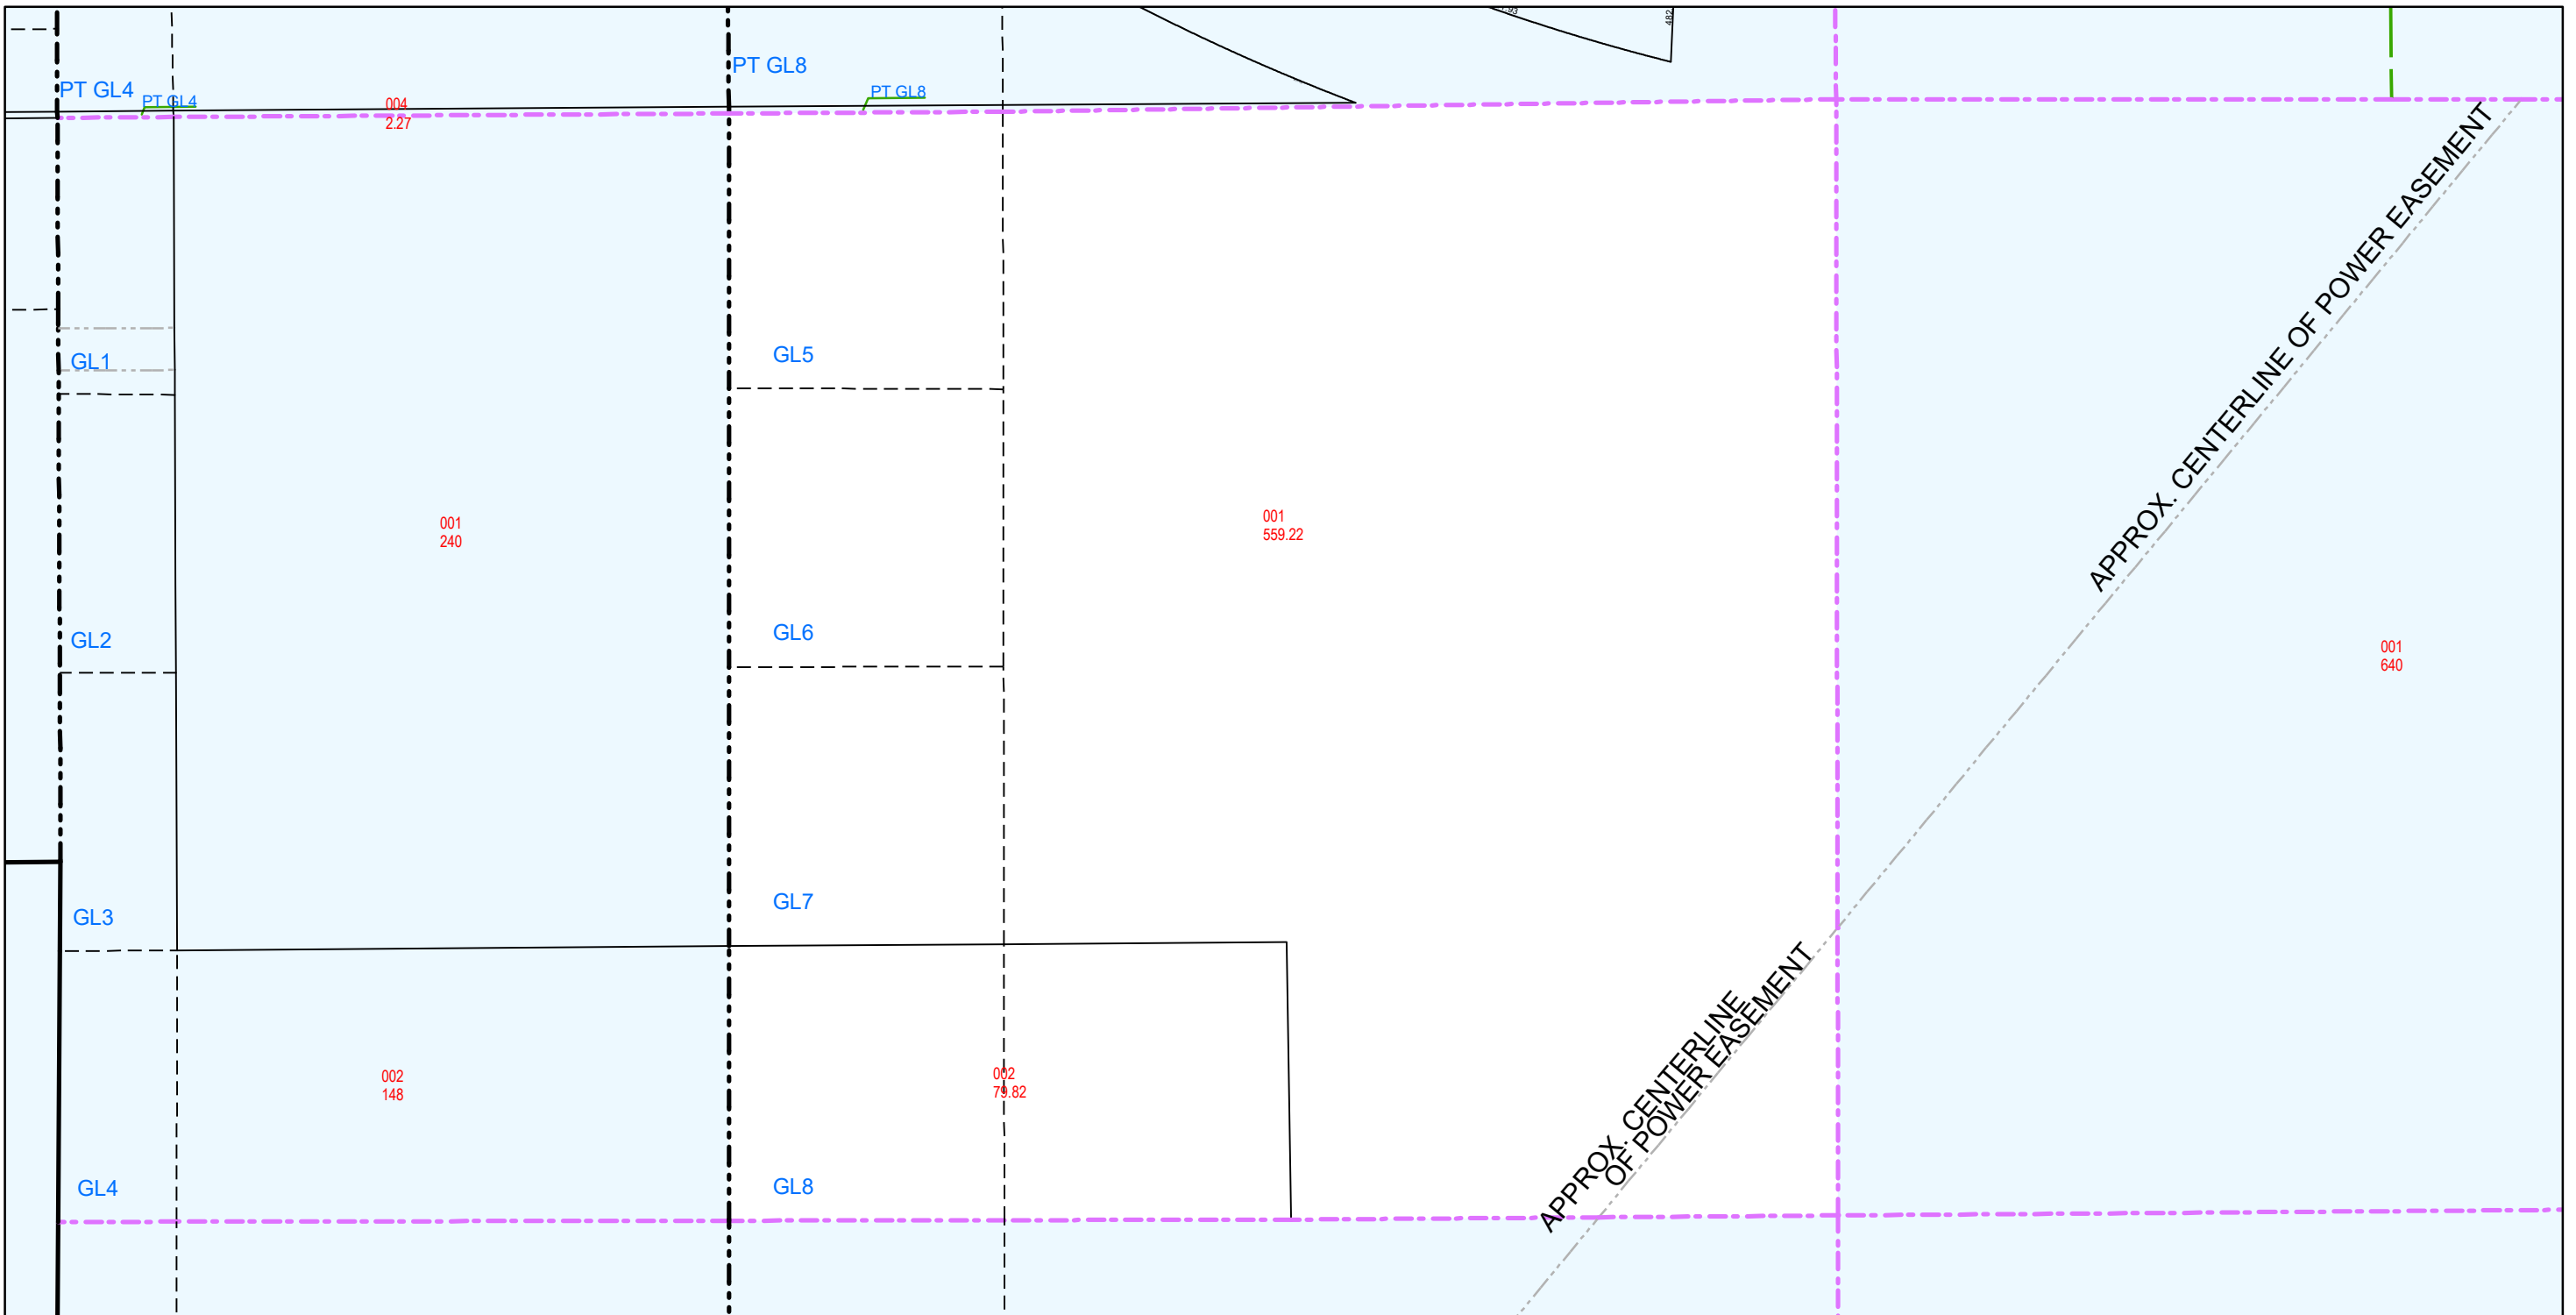 482
PT GL8
PT GL4
PT GL4
004
2.27
PT GL8
APPROX. CENTERLINE OF POWER EASEMENT
GL1
GL5
001
240
001
559.22
GL2
GL6
001
640
GL3
GL7
APPROX. CENTERLINE
OF POWER EASEMENT
002
148
002
79.82
GL4
GL8